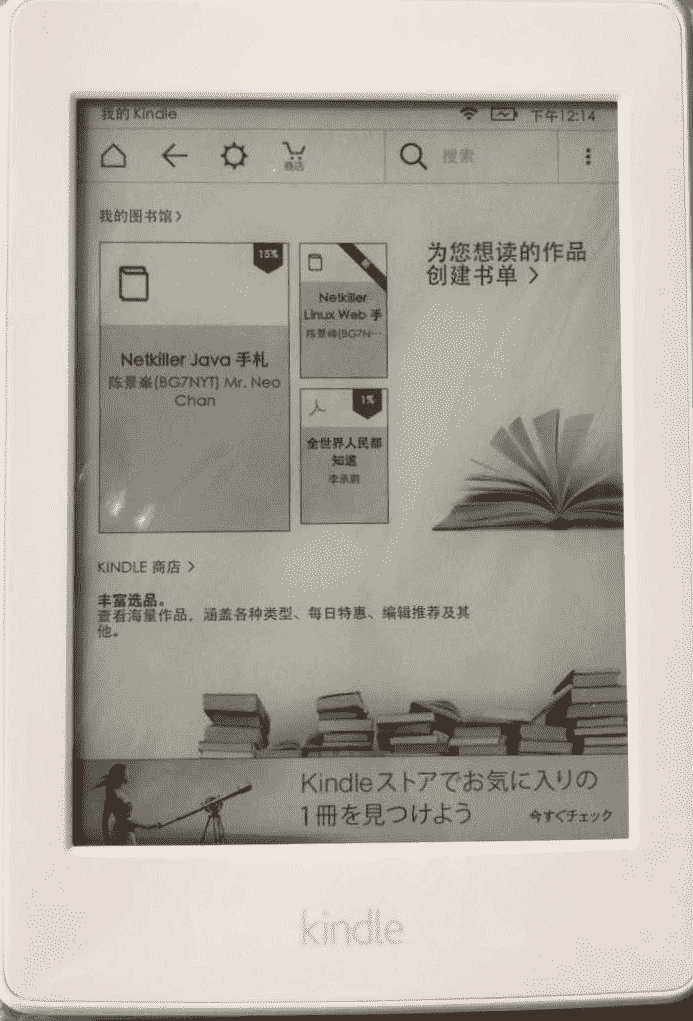 我的 Kindle
下午12:14
商店
搜索
我的图书馆
15%
Netkiller Java 手札
陈景峯(BG7NYT) Mr. Neo
Chan
Netkiller
Linux Web 手
陈景峰(BG7N…
1%
全世界人民都
知道
李承鹏
为您想读的作品
创建书单
KINDLE 商店
丰富选品。
查看海量作品，涵盖各种类型、每日特惠、编辑推荐及其
他。
Kindleストアでお気に入りの
1冊を見つけよう
今すぐチェック
kindle